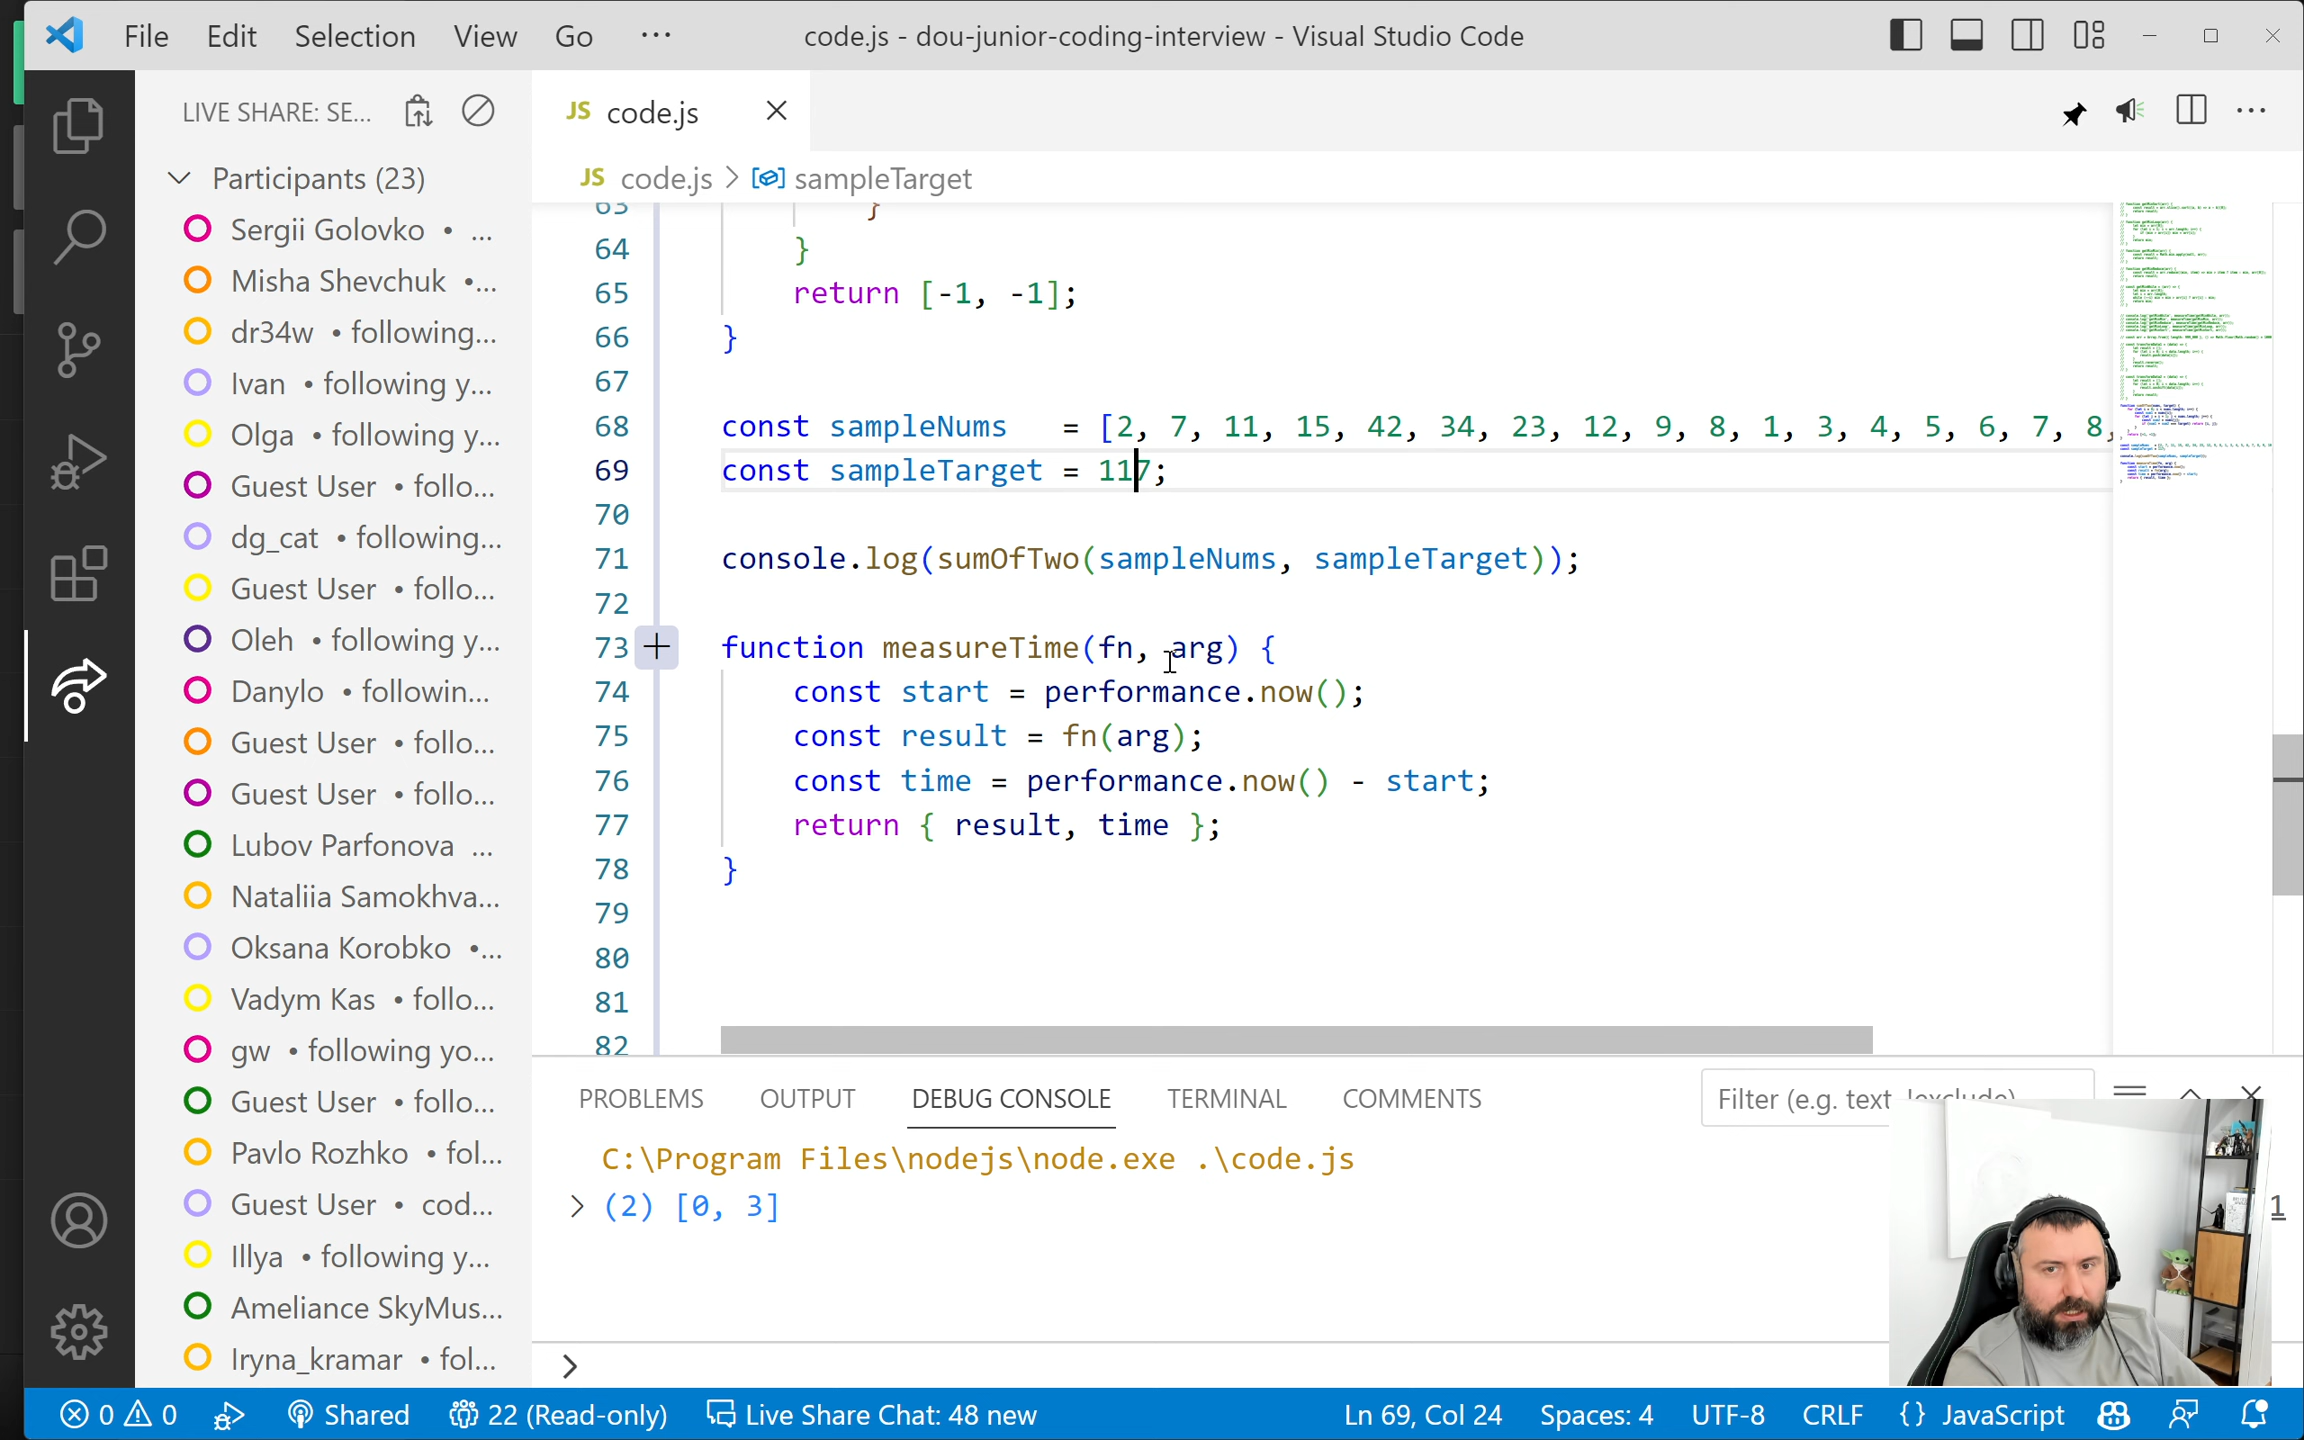 File Edit Selection View Go ··· code.js - dou-junior-coding-interview - Visual Studio Code
LIVE SHARE: SE...
Participants (23)
Sergii Golovko • ...
Misha Shevchuk •...
dr34w • following...
Ivan • following y...
Olga • following y...
Guest User • follo...
dg_cat • following...
Guest User • follo...
Oleh • following y...
Danylo • followin...
Guest User • follo...
Guest User • follo...
Lubov Parfonova ...
Nataliia Samokhva...
Oksana Korobko •...
Vadym Kas • follo...
gw • following yo...
Guest User • follo...
Pavlo Rozhko • fol...
Guest User • cod...
Illya • following y...
Ameliance SkyMus...
Iryna_kramar • fol...
JS code.js
JS code.js > sampleTarget
63 }
64 }
65 return [-1, -1];
66 }
67
68 const sampleNums = [2, 7, 11, 15, 42, 34, 23, 12, 9, 8, 1, 3, 4, 5, 6, 7, 8,
69 const sampleTarget = 117;
70
71 console.log(sumOfTwo(sampleNums, sampleTarget));
72
73 function measureTime(fn, arg) {
74 const start = performance.now();
75 const result = fn(arg);
76 const time = performance.now() - start;
77 return { result, time };
78 }
79
80
81
82
PROBLEMS OUTPUT DEBUG CONSOLE TERMINAL COMMENTS Filter (e.g. text, !exclude)
C:\Program Files\nodejs\node.exe .\code.js
> (2) [0, 3]
1
>
0 0 Shared 22 (Read-only) Live Share Chat: 48 new Ln 69, Col 24 Spaces: 4 UTF-8 CRLF {} JavaScript